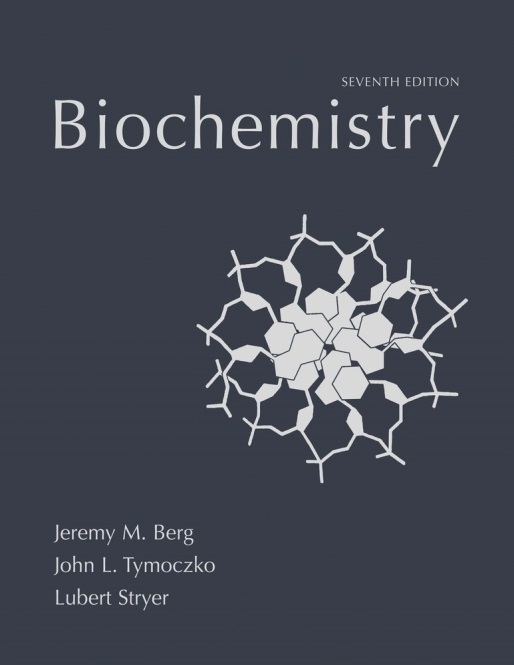 SEVENTH EDITION
Biochemistry
Jeremy M. Berg
John L. Tymoczko
Lubert Stryer